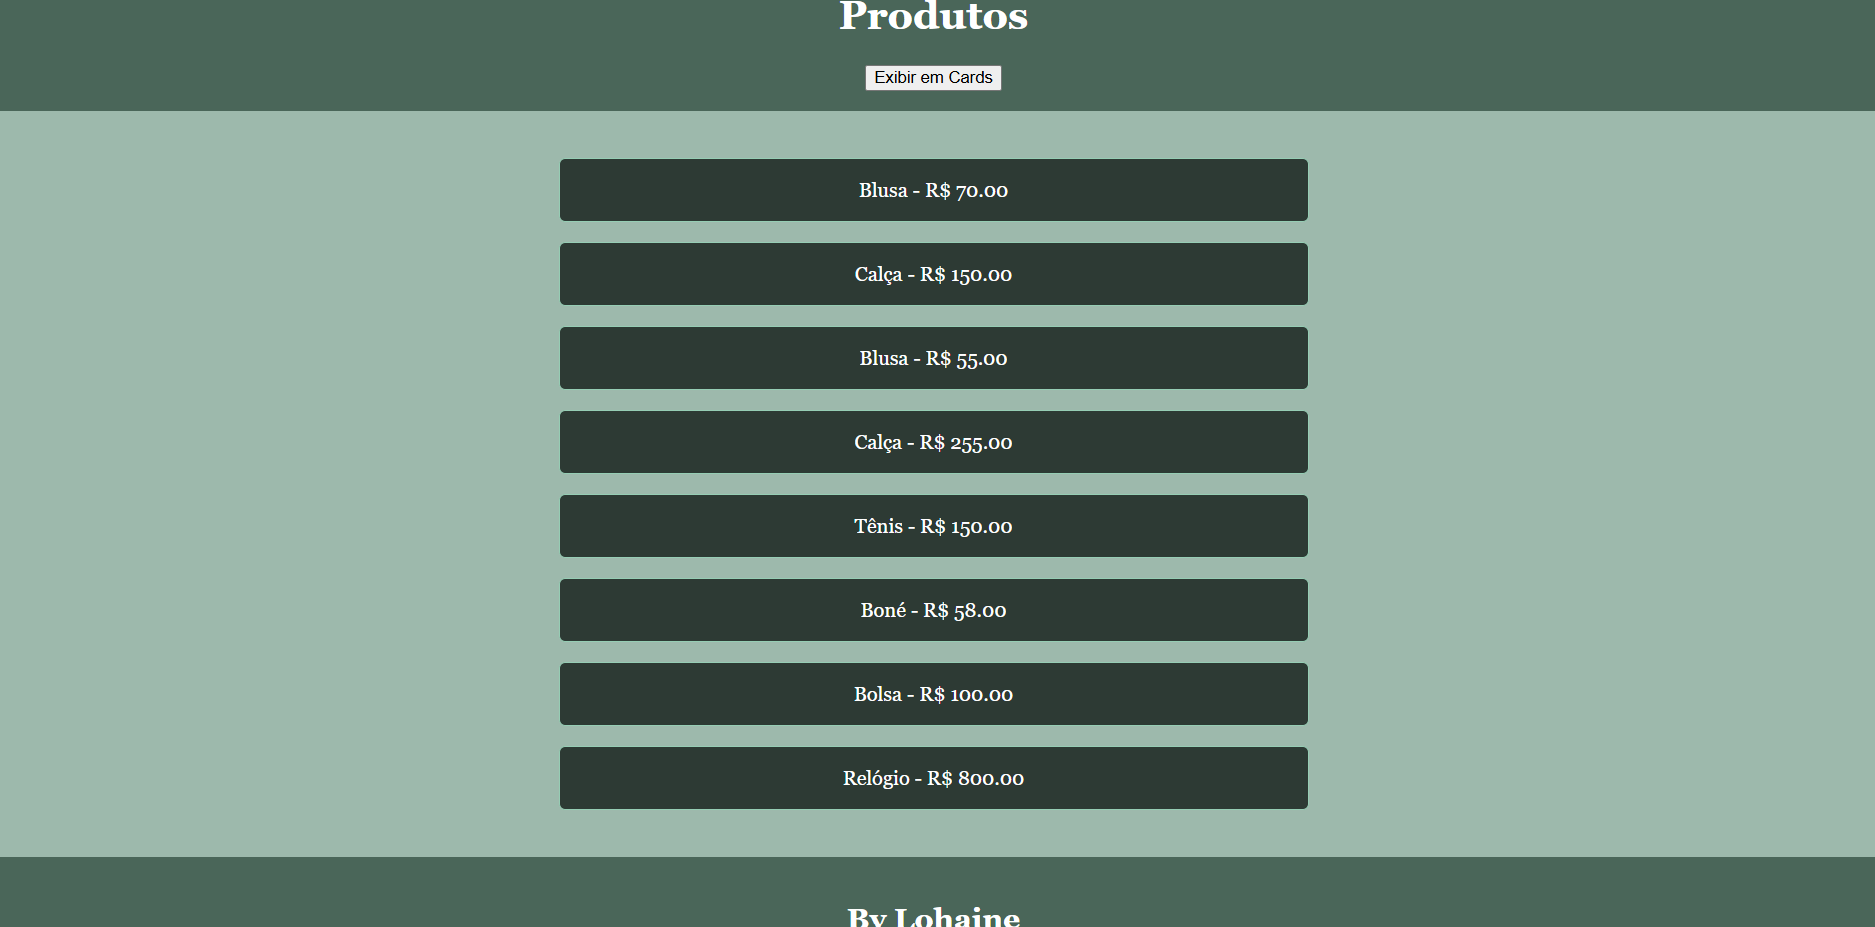 Produtos
Exibir em Cards
Blusa - R$ 70.00
Calça - R$ 150.00
Blusa - R$ 55.00
Calça - R$ 255.00
Tênis - R$ 150.00
Boné - R$ 58.00
Bolsa - R$ 100.00
Relógio - R$ 800.00
By Lohaine